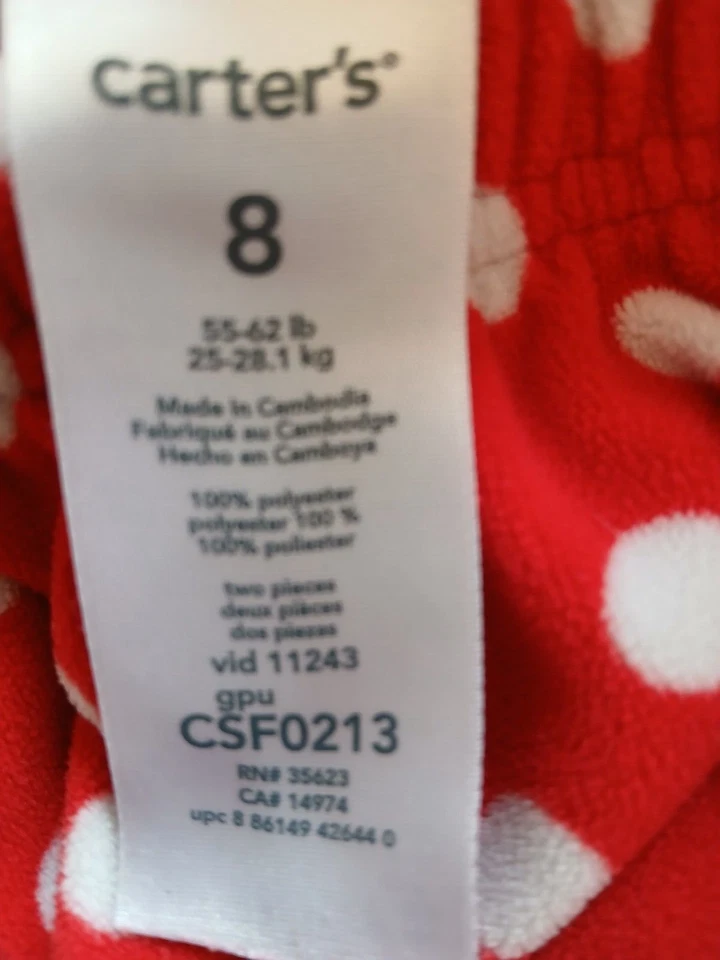 carter's®
8
55-62 lb
25-28.1 kg
Made in Cambodia
Fabriqué au Cambodge
Hecho en Camboya
100% polyester
polyester 100 %
100% poliester
two pieces
deux pièces
dos piezas
vid 11243
gpu
CSF0213
RN# 35623
CA# 14974
upc 8 86149 42644 0